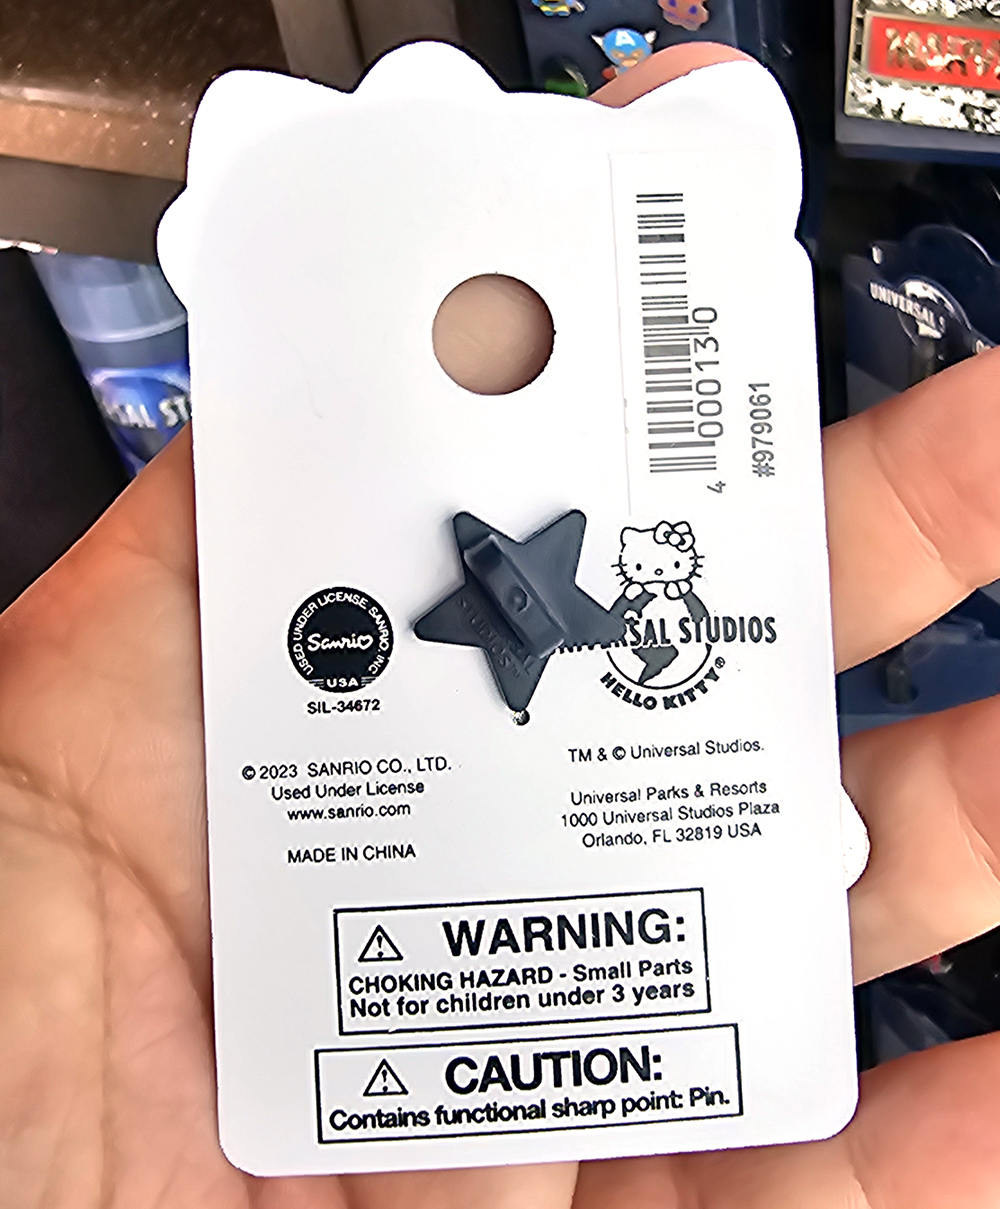 4 000013 0
#979061
USED UNDER LICENSE SANRIO, INC.
Sanrio
USA
SIL-34672
STUDIOS
HELLO KITTY®
© 2023 SANRIO CO., LTD.
Used Under License
www.sanrio.com
MADE IN CHINA
TM & © Universal Studios.
Universal Parks & Resorts
1000 Universal Studios Plaza
Orlando, FL 32819 USA
WARNING:
CHOKING HAZARD - Small Parts
Not for children under 3 years
CAUTION:
Contains functional sharp point: Pin.
UNIVERSAL
A